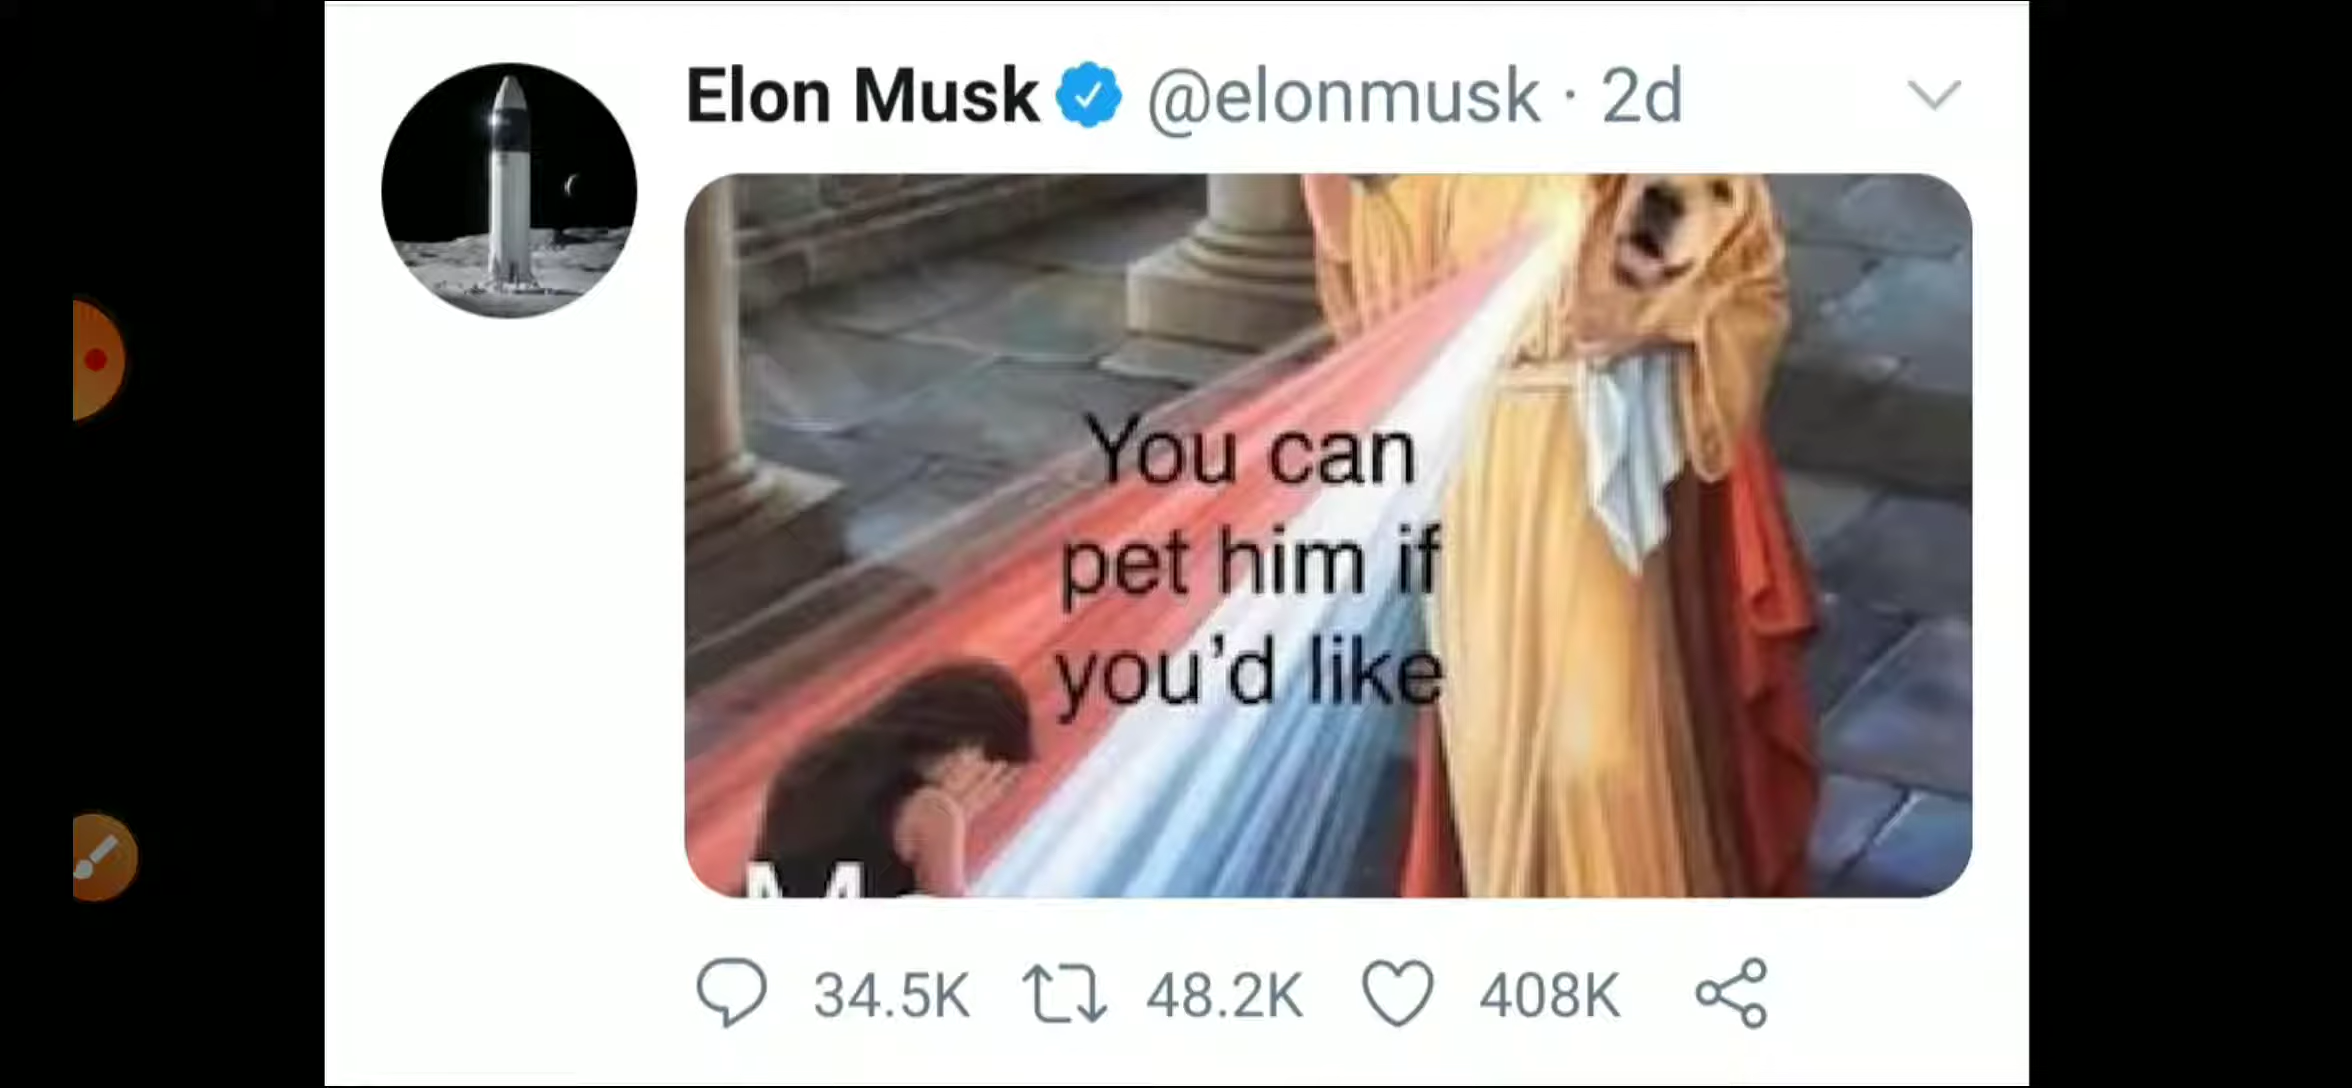 Elon Musk @elonmusk · 2d
You can
pet him if
you'd like
34.5K 48.2K 408K